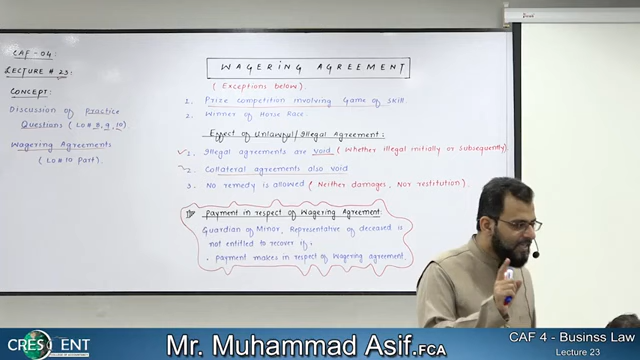 CAF - 04:
LECTURE # 23:
CONCEPT:
Discussion of Practice
Questions (LO# 8, 9, 10)
Wagering Agreements
(LO# 10 Part).
WAGERING AGREEMENT
(Exceptions below).
1. Prize competition involving Game of skill.
2. Winner of Horse Race.
Effect of Unlawful/Illegal Agreement:
1. Illegal agreements are void (Whether illegal initially or Subsequently).
2. Collateral agreements also void
3. No remedy is allowed (Neither damages, Nor restitution).
Payment in respect of Wagering Agreement:
Guardian of Minor, Representative of deceased is
not entitled to recover if:
. Payment makes in respect of Wagering agreement.
CRESCENT
COLLEGE OF ACCOUNTANCY
Mr. Muhammad Asif.FCA
CAF 4 - Businss Law
Lecture 23